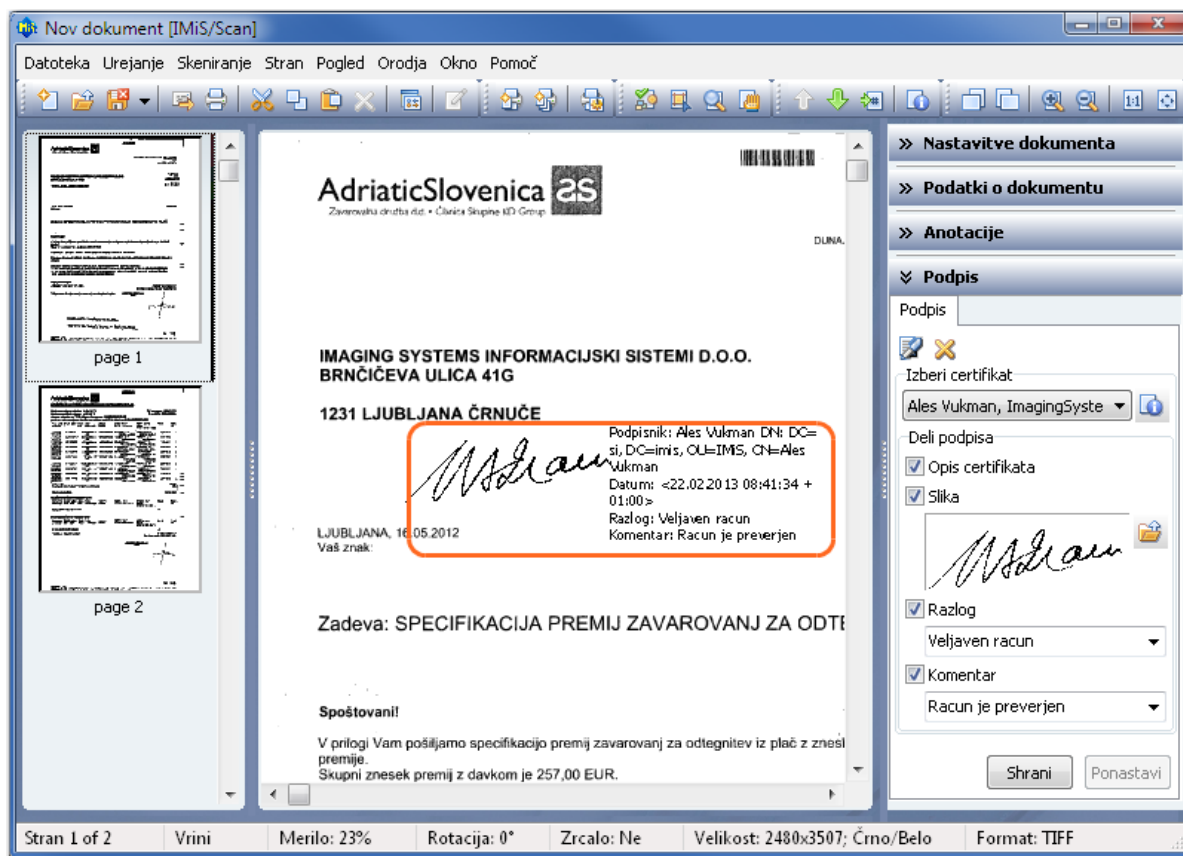 Nov dokument [IMiS/Scan]
Datoteka Urejanje Skeniranje Stran Pogled Orodja Okno Pomoč
page 1
page 2
AdriaticSlovenica
Zavarovalna družba d.d. • Članica Skupine KD Group
DUNA
IMAGING SYSTEMS INFORMACIJSKI SISTEMI D.O.O.
BRNČIČEVA ULICA 41G
1231 LJUBLJANA ČRNUČE
Podpisnik: Ales Vukman DN: DC=
si, DC=imis, OU=IMiS, CN=Ales
Vukman
Datum: <22.02.2013 08:41:34 +
01:00>
Razlog: Veljaven racun
Komentar: Racun je preverjen
LJUBLJANA, 16.05.2012
Vaš znak:
Zadeva: SPECIFIKACIJA PREMIJ ZAVAROVANJ ZA ODTE
Spoštovani!
V prilogi Vam pošiljamo specifikacijo premij zavarovanj za odtegnitev iz plač z znesk
premije.
Skupni znesek premij z davkom je 257,00 EUR.
Nastavitve dokumenta
Podatki o dokumentu
Anotacije
Podpis
Podpis
Izberi certifikat
Ales Vukman, ImagingSyste
Deli podpisa
Opis certifikata
Slika
Razlog
Veljaven racun
Komentar
Racun je preverjen
Shrani Ponastavi
Stran 1 of 2 Vrini Merilo: 23% Rotacija: 0° Zrcalo: Ne Velikost: 2480x3507; Črno/Belo Format: TIFF